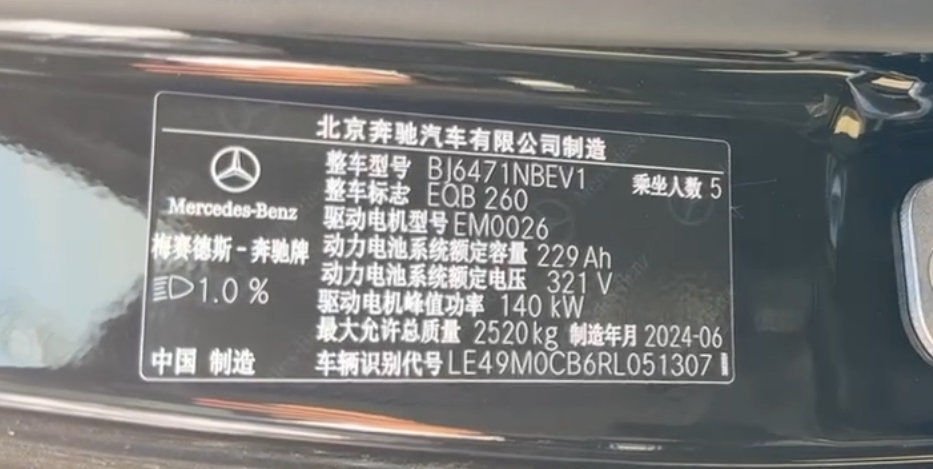 北京奔驰汽车有限公司制造
整车型号 BJ6471NBEV1 乘坐人数 5
整车标志 EQB 260
Mercedes-Benz
驱动电机型号 EM0026
梅赛德斯-奔驰牌
动力电池系统额定容量 229 Ah
动力电池系统额定电压 321 V
1.0 %
驱动电机峰值功率 140 kW
最大允许总质量 2520kg 制造年月 2024-06
中国 制造
车辆识别代号 LE49M0CB6RL051307